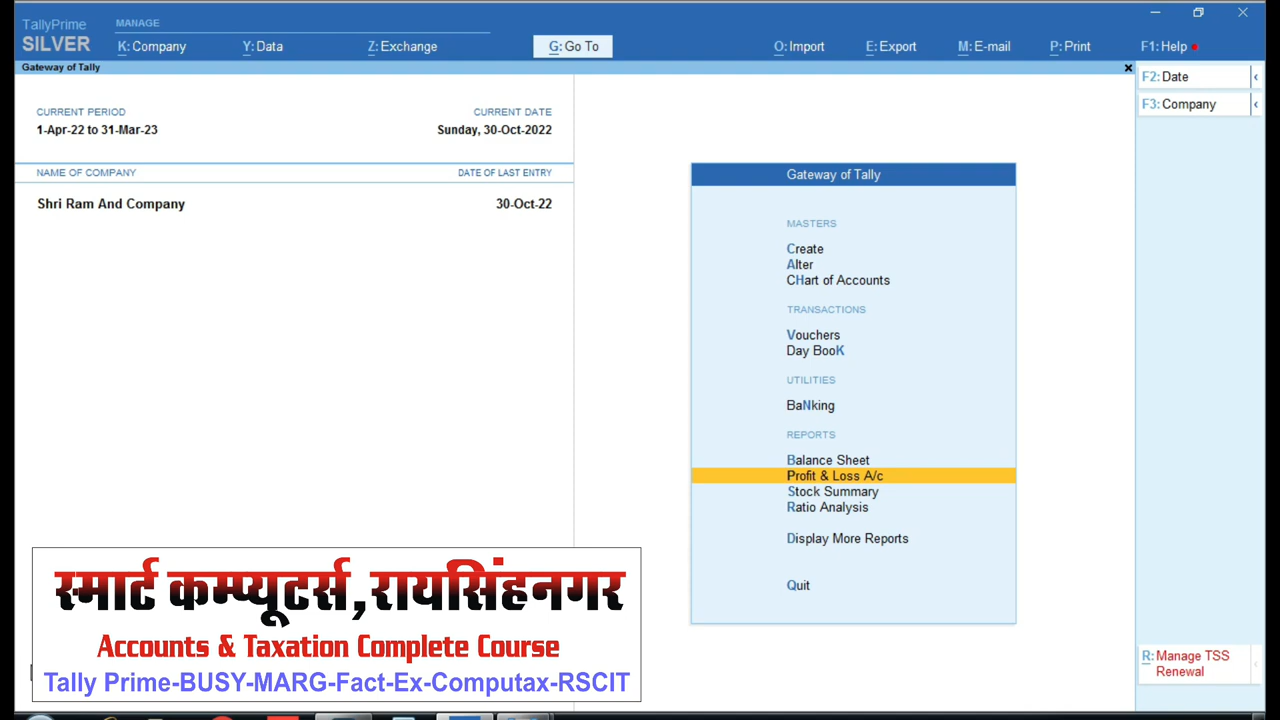 TallyPrime
SILVER
MANAGE
K: Company Y: Data Z: Exchange G: Go To O: Import E: Export M: E-mail P: Print F1: Help
Gateway of Tally
F2: Date
F3: Company
CURRENT PERIOD CURRENT DATE
1-Apr-22 to 31-Mar-23 Sunday, 30-Oct-2022
NAME OF COMPANY DATE OF LAST ENTRY
Shri Ram And Company 30-Oct-22
Gateway of Tally
MASTERS
Create
Alter
CHart of Accounts
TRANSACTIONS
Vouchers
Day BooK
UTILITIES
BaNking
REPORTS
Balance Sheet
Profit & Loss A/c
Stock Summary
Ratio Analysis
Display More Reports
Quit
R: Manage TSS
Renewal
स्मार्ट कम्प्यूटर्स,रायसिंहनगर
Accounts & Taxation Complete Course
Tally Prime-BUSY-MARG-Fact-Ex-Computax-RSCIT